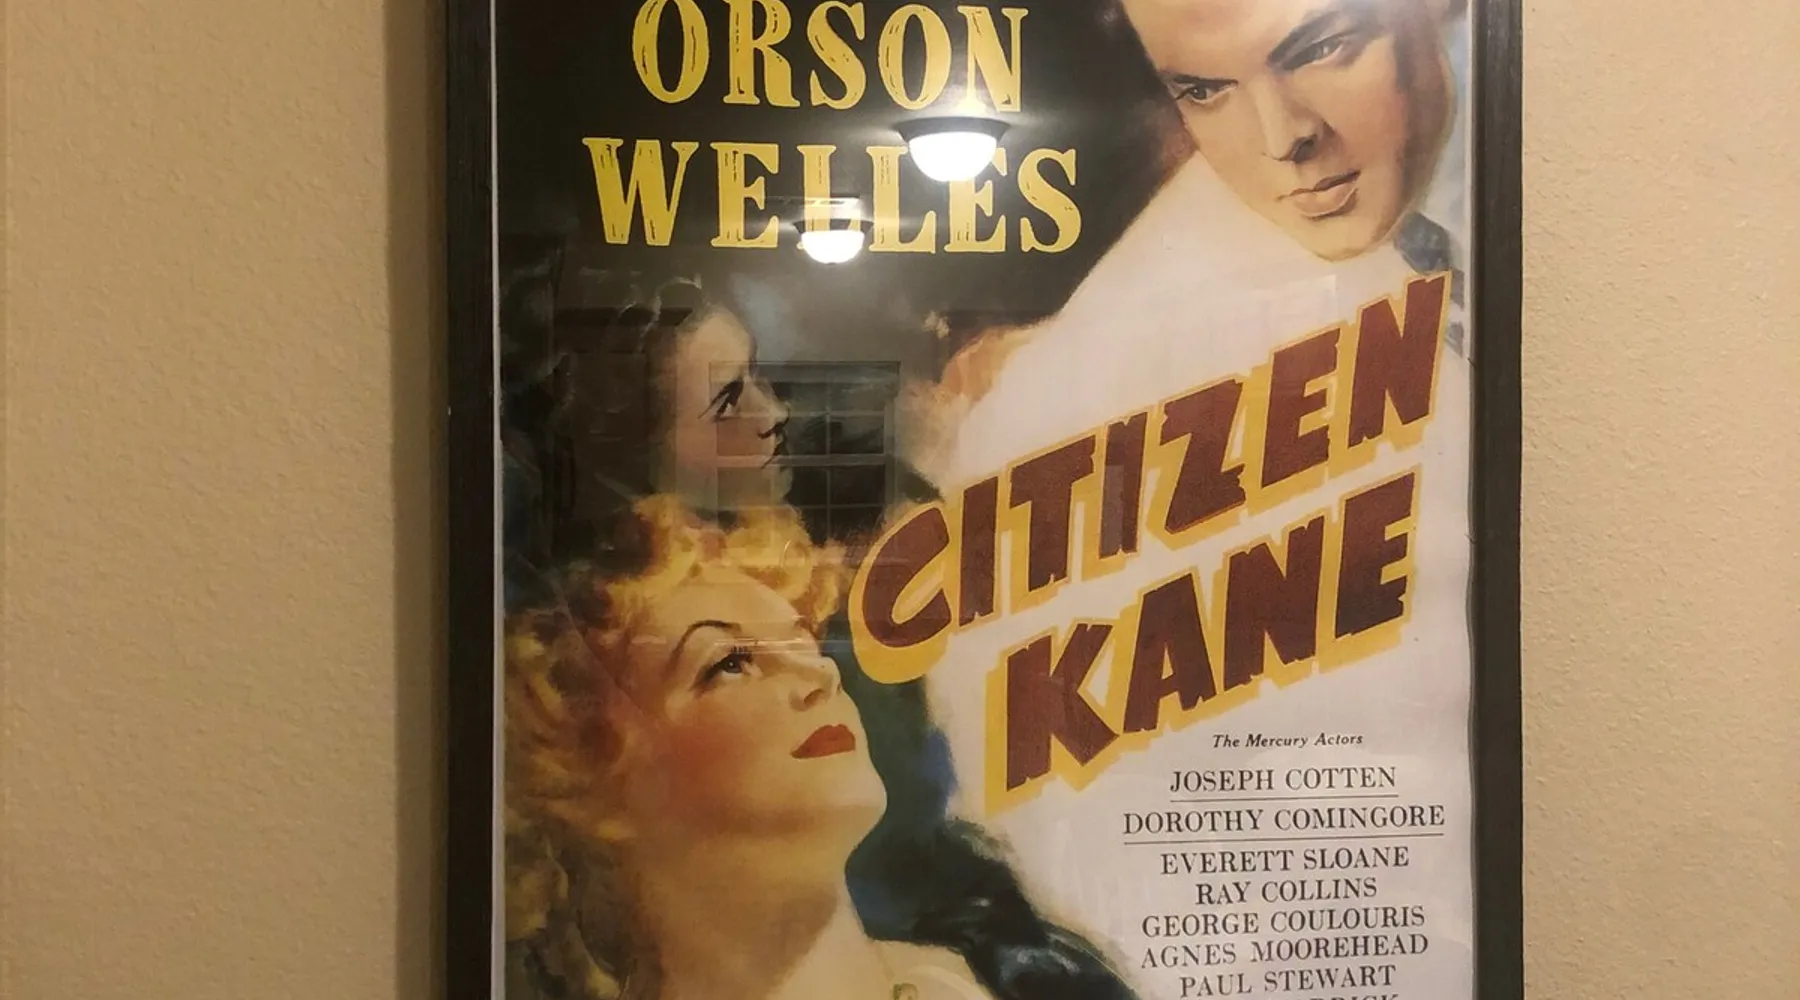 ORSON
WELLES
CITIZEN
KANE
The Mercury Actors
JOSEPH COTTEN
DOROTHY COMINGORE
EVERETT SLOANE
RAY COLLINS
GEORGE COULOURIS
AGNES MOOREHEAD
PAUL STEWART